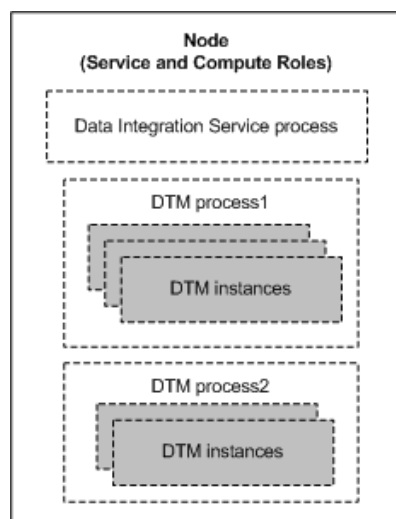 Node
(Service and Compute Roles)
Data Integration Service process
DTM process1
DTM instances
DTM process2
DTM instances